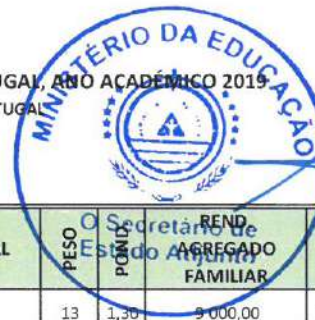 UGAL, ANO ACADÉMICO 2019-
TUGAL
MINISTÉRIO DA EDUCAÇÃO
O Secretário de
Estado Adjunto
AL
PESO
POND.
REND.
AGREGADO
FAMILIAR
13 1,30 9 000,00